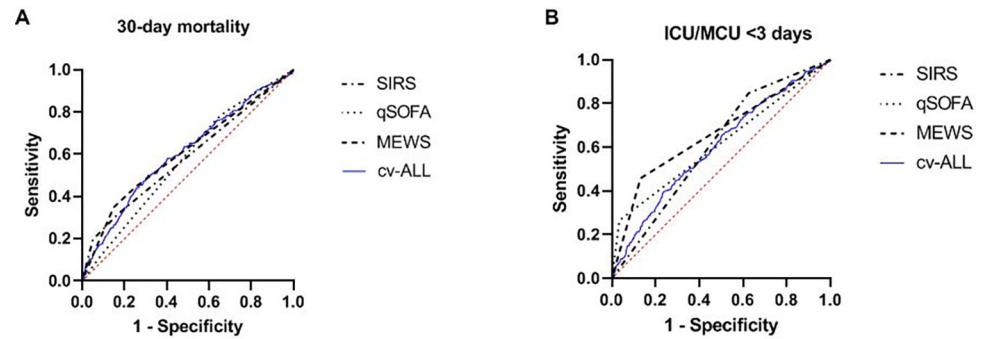 A
30-day mortality
1.0
0.8
0.6
0.4
0.2
0.0
Sensitivity
0.0 0.2 0.4 0.6 0.8 1.0
1 - Specificity
SIRS
qSOFA
MEWS
cv-ALL
B
ICU/MCU <3 days
1.0
0.8
0.6
0.4
0.2
0.0
Sensitivity
0.0 0.2 0.4 0.6 0.8 1.0
1 - Specificity
SIRS
qSOFA
MEWS
cv-ALL